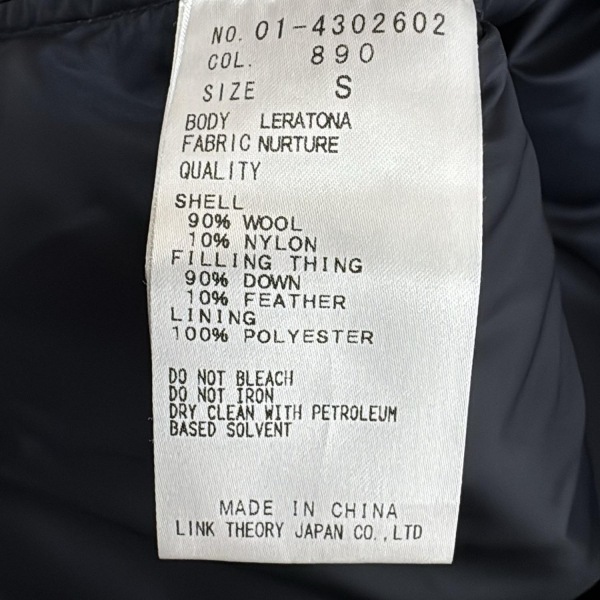 NO. 01-4302602
COL. 890
SIZE S
BODY LERATONA
FABRIC NURTURE
QUALITY
SHELL
90% WOOL
10% NYLON
FILLING THING
90% DOWN
10% FEATHER
LINING
100% POLYESTER
DO NOT BLEACH
DO NOT IRON
DRY CLEAN WITH PETROLEUM
BASED SOLVENT
MADE IN CHINA
LINK THEORY JAPAN CO.,LTD